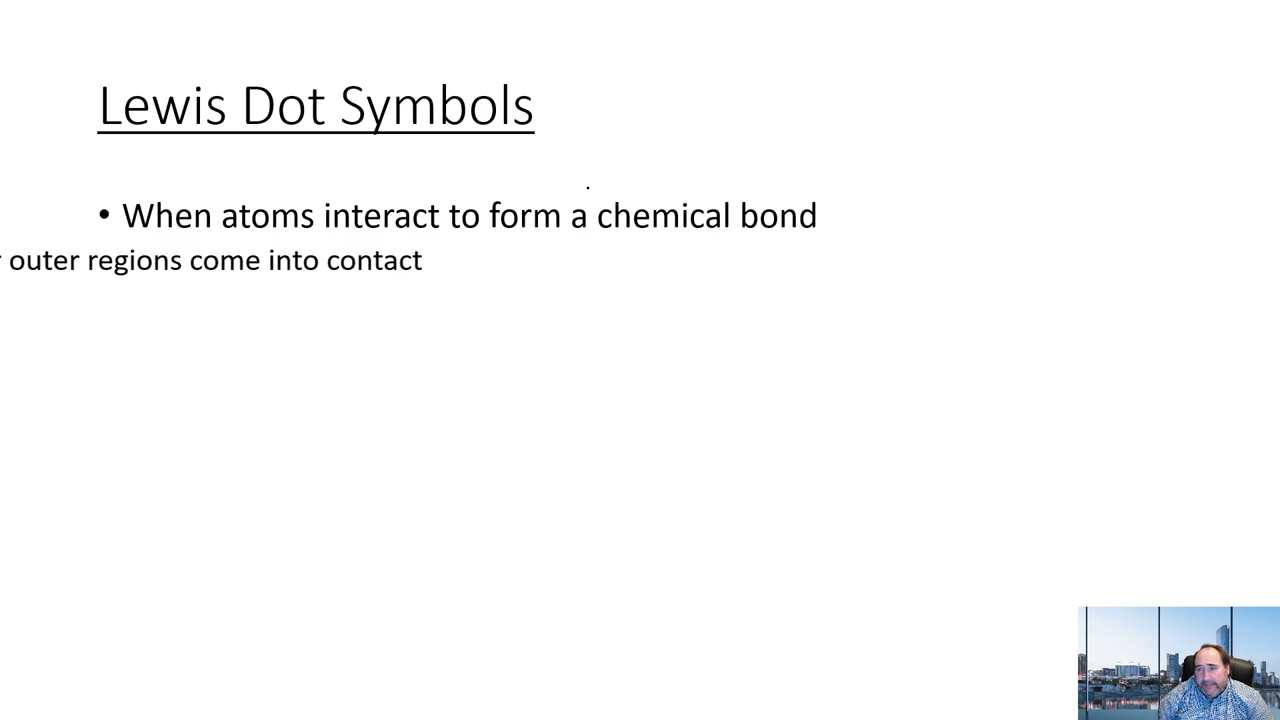 Lewis Dot Symbols
• When atoms interact to form a chemical bond
outer regions come into contact